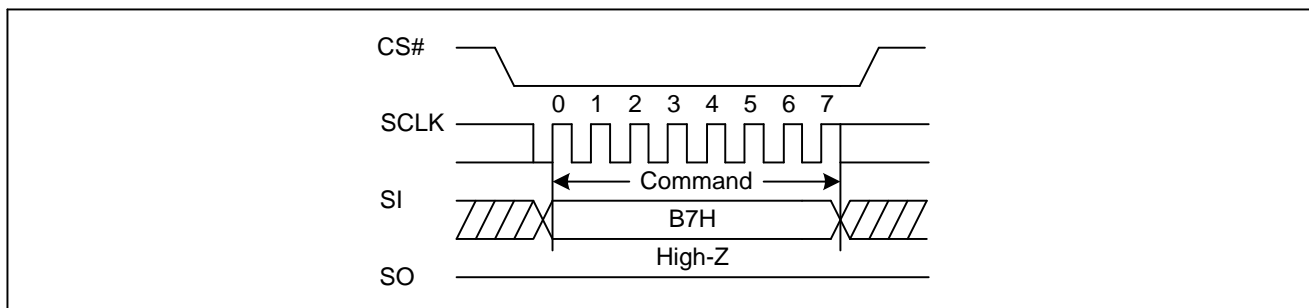 CS#
0 1 2 3 4 5 6 7
SCLK
Command
SI
B7H
High-Z
SO